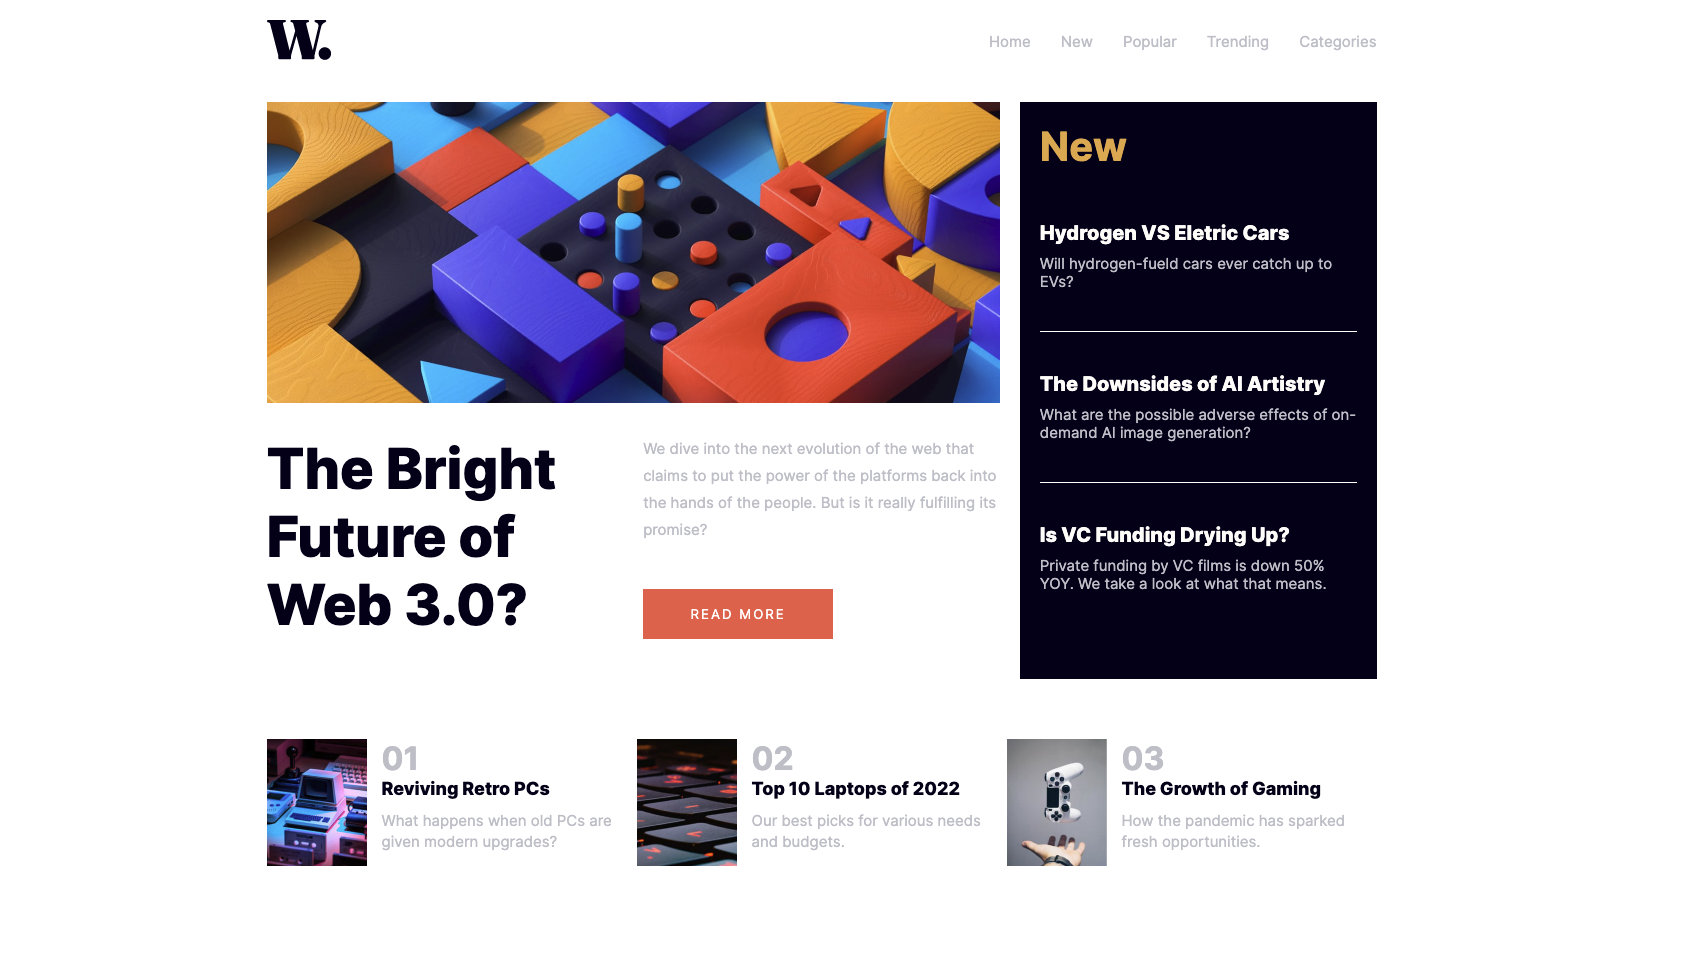 W.
Home New Popular Trending Categories
The Bright
Future of
Web 3.0?
We dive into the next evolution of the web that
claims to put the power of the platforms back into
the hands of the people. But is it really fulfilling its
promise?
READ MORE
New
Hydrogen VS Eletric Cars
Will hydrogen-fueld cars ever catch up to
EVs?
The Downsides of AI Artistry
What are the possible adverse effects of on-
demand AI image generation?
Is VC Funding Drying Up?
Private funding by VC films is down 50%
YOY. We take a look at what that means.
01
Reviving Retro PCs
What happens when old PCs are
given modern upgrades?
02
Top 10 Laptops of 2022
Our best picks for various needs
and budgets.
03
The Growth of Gaming
How the pandemic has sparked
fresh opportunities.